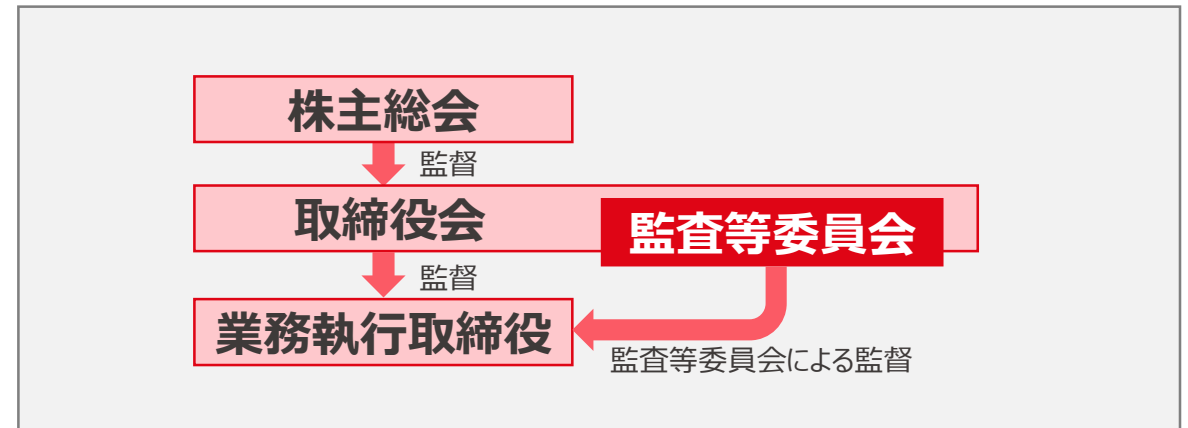 株主総会
監督
取締役会
監査等委員会
監督
業務執行取締役
監査等委員会による監督